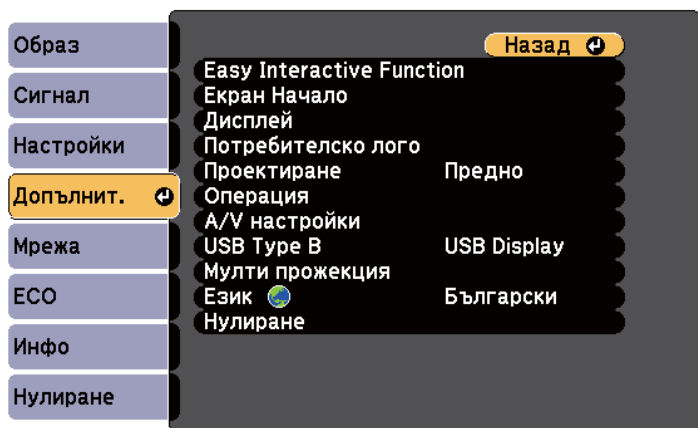 Образ
Сигнал
Настройки
Допълнит.
Мрежа
ECO
Инфо
Нулиране
Назад
Easy Interactive Function
Екран Начало
Дисплей
Потребителско лого
Проектиране Предно
Операция
A/V настройки
USB Type B USB Display
Мулти прожекция
Език Български
Нулиране